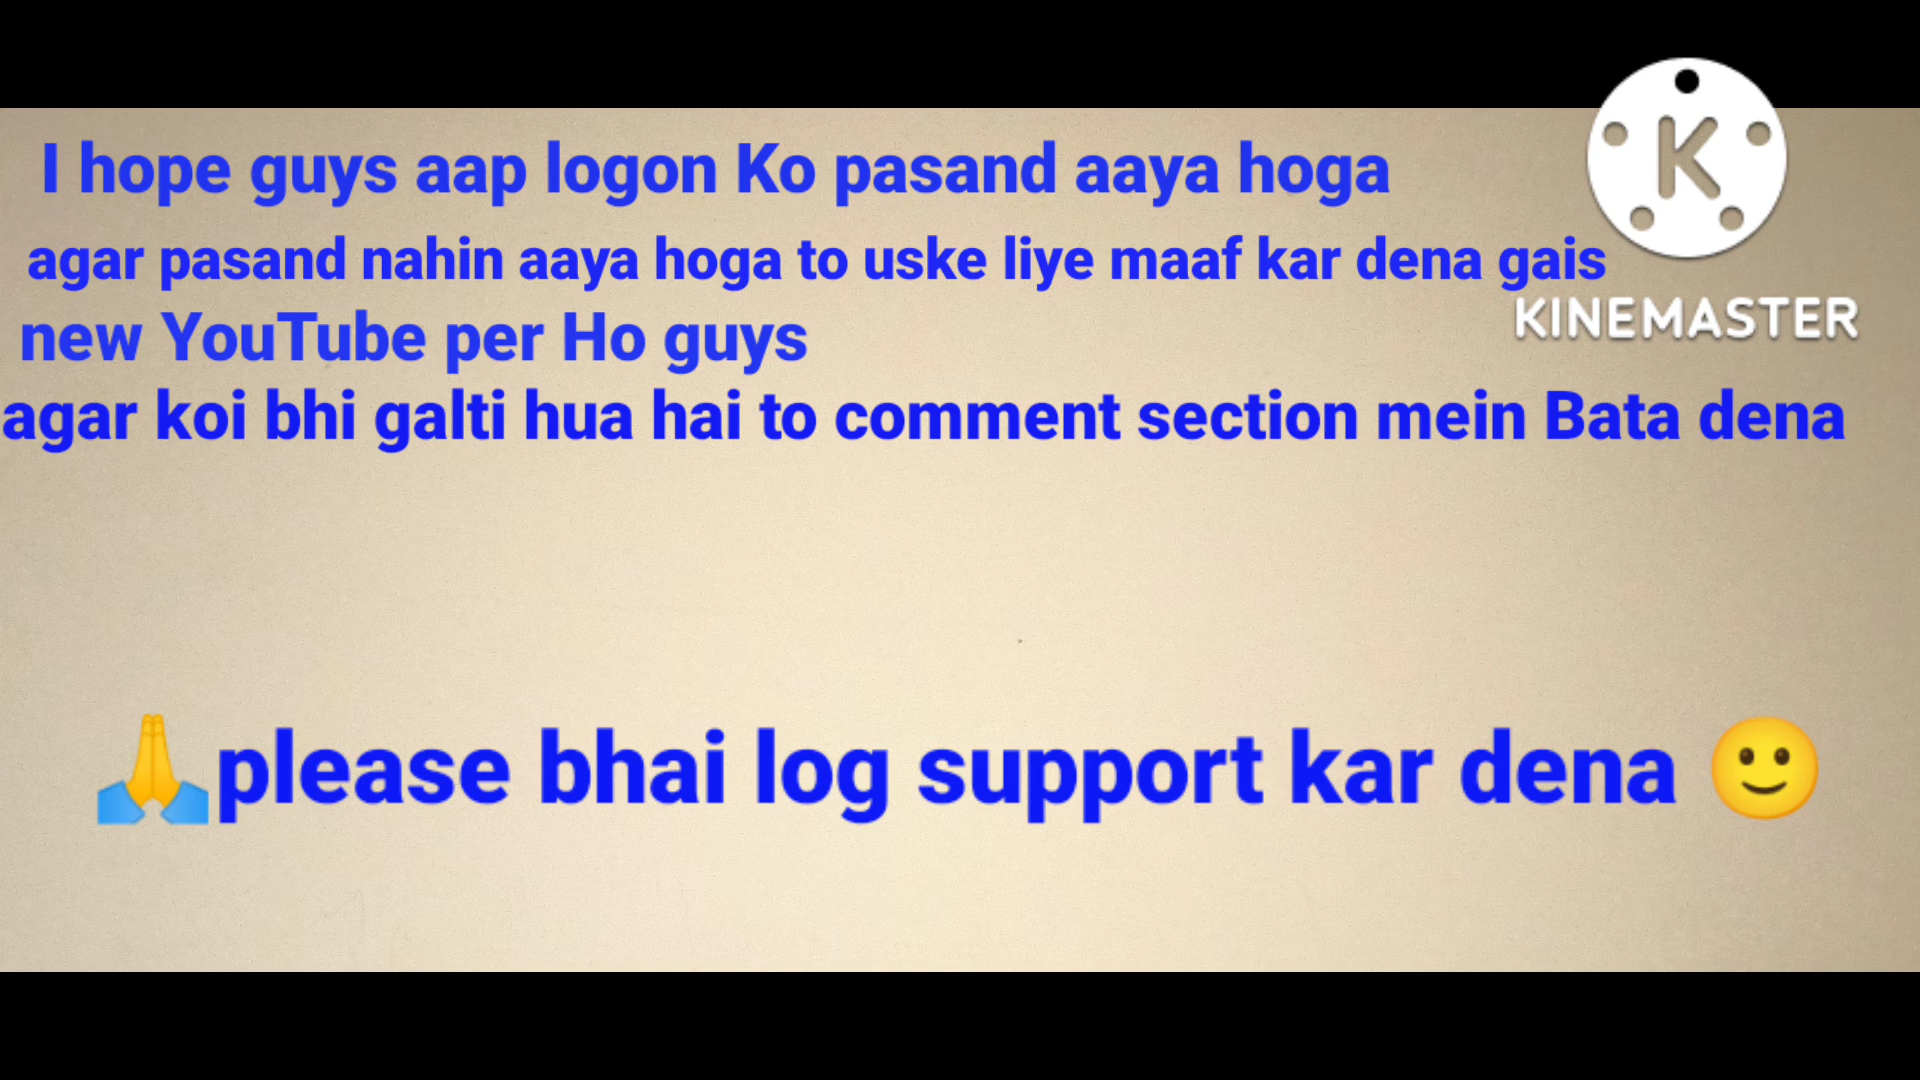 I hope guys aap logon Ko pasand aaya hoga
agar pasand nahin aaya hoga to uske liye maaf kar dena gais
new YouTube per Ho guys
agar koi bhi galti hua hai to comment section mein Bata dena
K
KINEMASTER
🙏please bhai log support kar dena 🙂